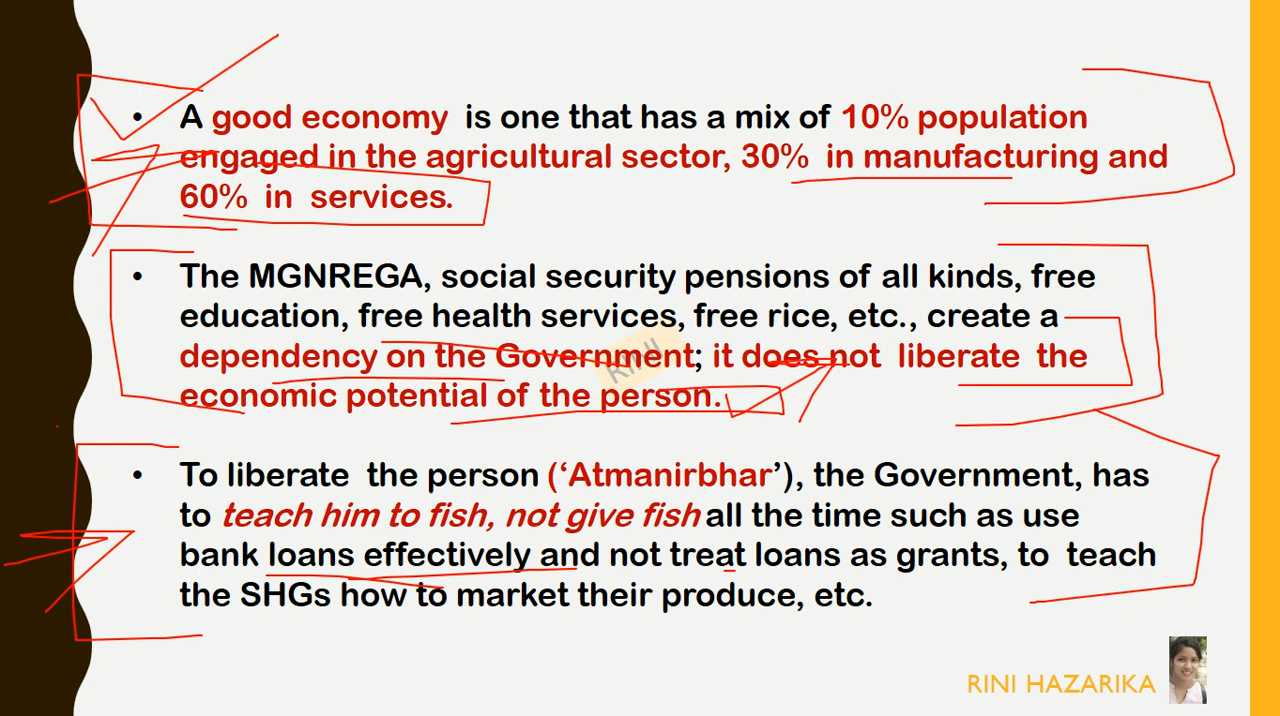 • A good economy is one that has a mix of 10% population
engaged in the agricultural sector, 30% in manufacturing and
60% in services.
• The MGNREGA, social security pensions of all kinds, free
education, free health services, free rice, etc., create a
dependency on the Government; it does not liberate the
economic potential of the person.
RINI
• To liberate the person (‘Atmanirbhar’), the Government, has
to teach him to fish, not give fish all the time such as use
bank loans effectively and not treat loans as grants, to teach
the SHGs how to market their produce, etc.
RINI HAZARIKA